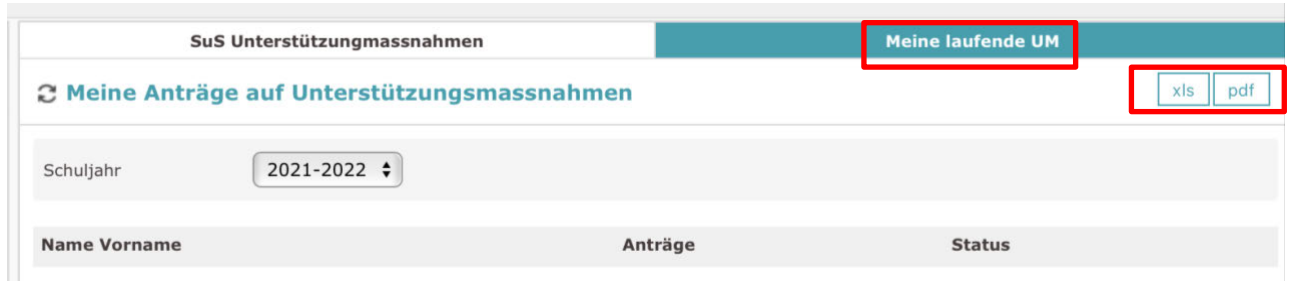 SuS Unterstützungmassnahmen Meine laufende UM
Meine Anträge auf Unterstützungsmassnahmen xls pdf
Schuljahr 2021-2022
Name Vorname Anträge Status